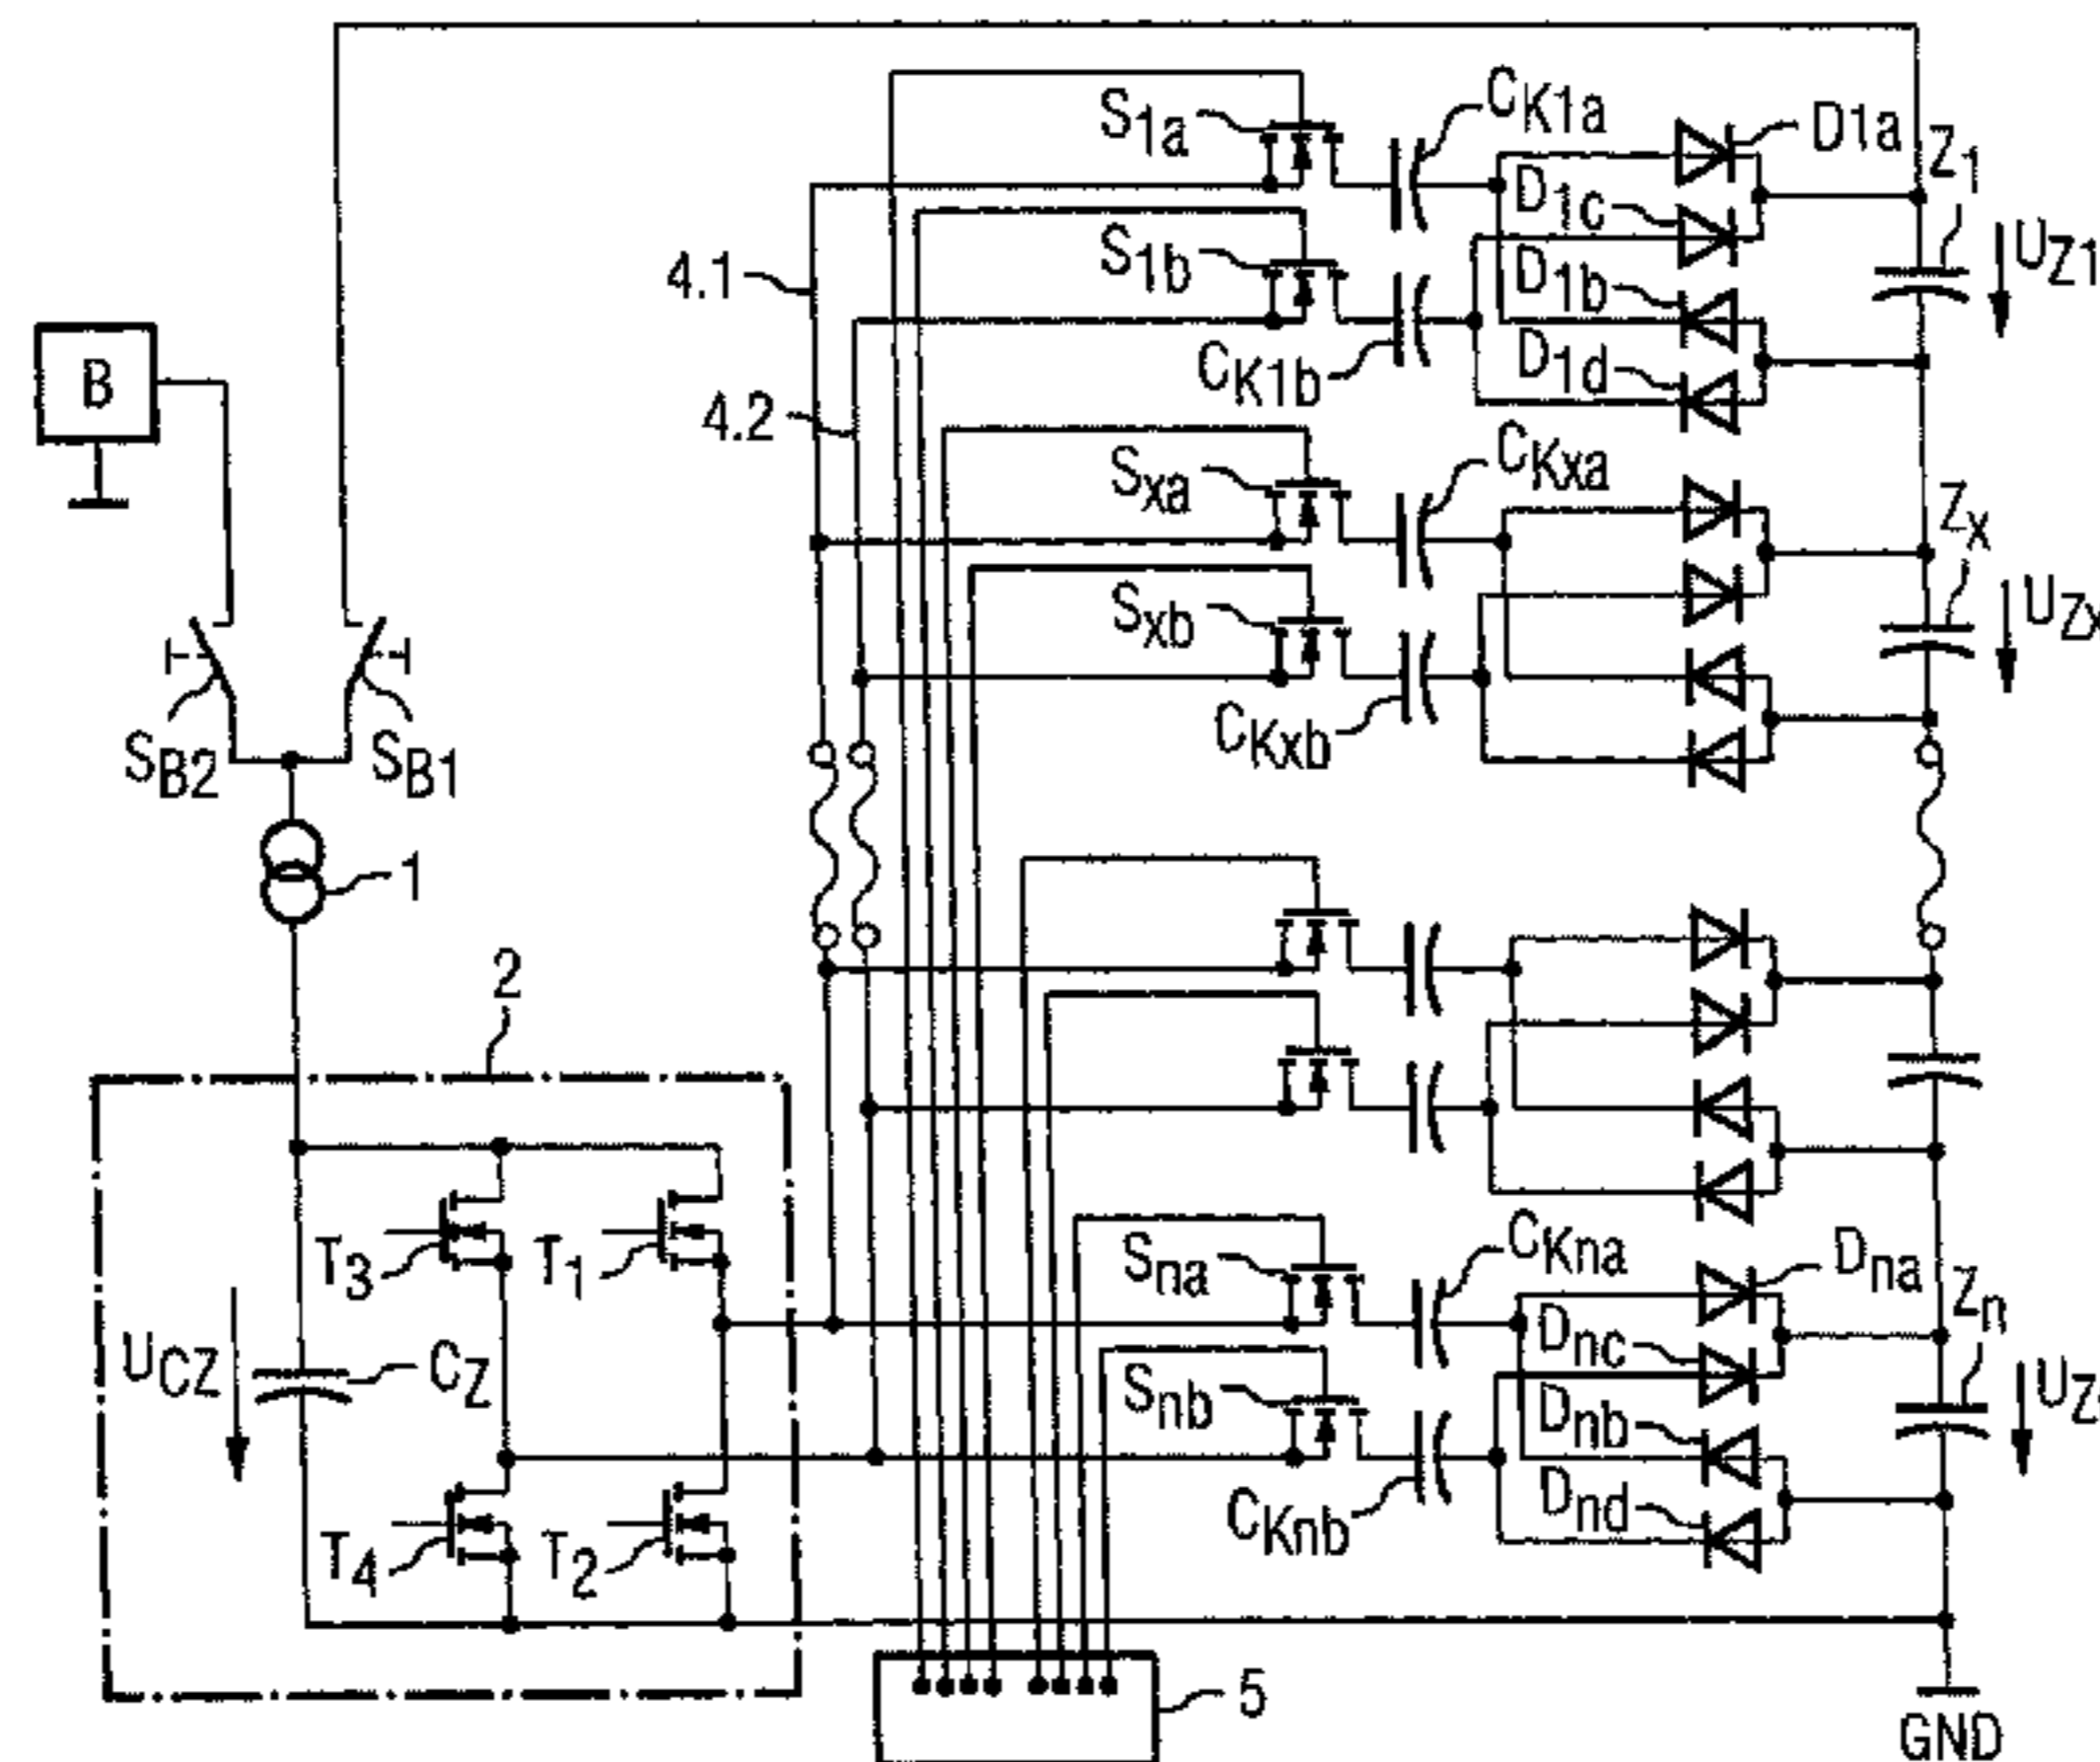 S1a
CK1a
D1a
Z1
D1c
UZ1
4.1
S1b
D1b
B
CK1b
D1d
4.2
Sxa
CKxa
Zx
Sxb
UZx
SB2
SB1
CKxb
1
2
T3
T1
Sna
CKna
Dna
Zn
Dnc
UCZ
CZ
Snb
Dnb
T4
T2
CKnb
Dnd
5
GND